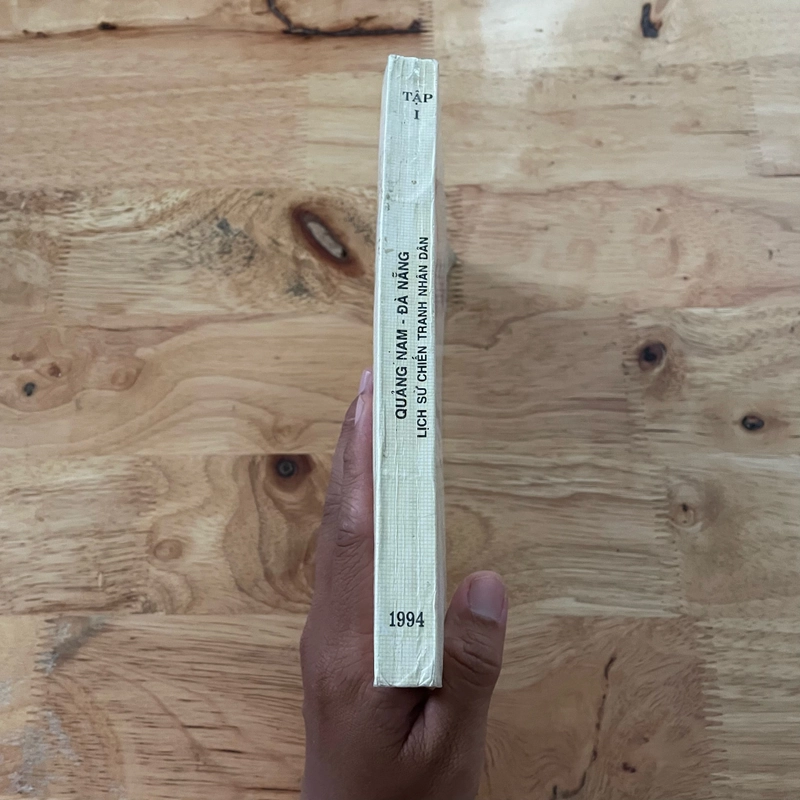 TẬP
I
QUẢNG NAM - ĐÀ NẴNG
LỊCH SỬ CHIẾN TRANH NHÂN DÂN
1994